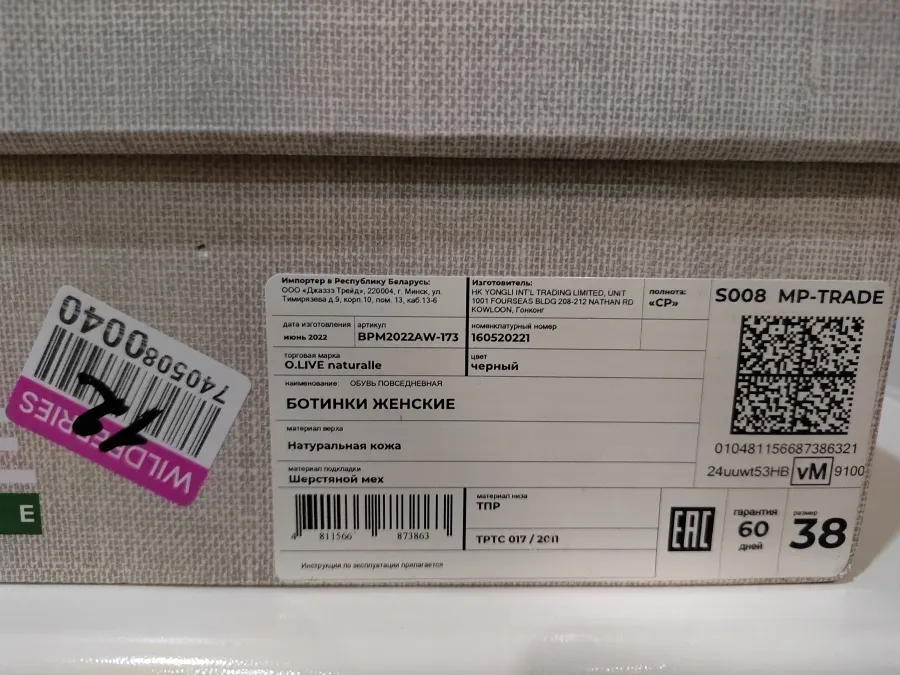 Импортер в Республику Беларусь:
ООО «Джаззз Трейд», 220004, г. Минск, ул.
Тимирязева д.9, корп.10, пом. 13, каб.13-6
Изготовитель:
HK YONGLI INT'L TRADING LIMITED, UNIT
1001 FOURSEAS BLDG 208-212 NATHAN RD
KOWLOON, Гонконг
полнота:
«СР»
S008 MP-TRADE
дата изготовления
июнь 2022
артикул
BPM2022AW-173
номенклатурный номер
160520221
торговая марка
O.LIVE naturalle
цвет
черный
наименование: ОБУВЬ ПОВСЕДНЕВНАЯ
БОТИНКИ ЖЕНСКИЕ
материал верха
Натуральная кожа
материал подкладки
Шерстяной мех
4 811566 873863
материал низа
ТПР
ТРТС 017 / 2011
Инструкция по эксплуатации прилагается
0104811566873863​21
24uuwt53HB vM 9100
EAC
гарантия
60
дней
размер
38
7405080040
WILDBERRIES
12
E